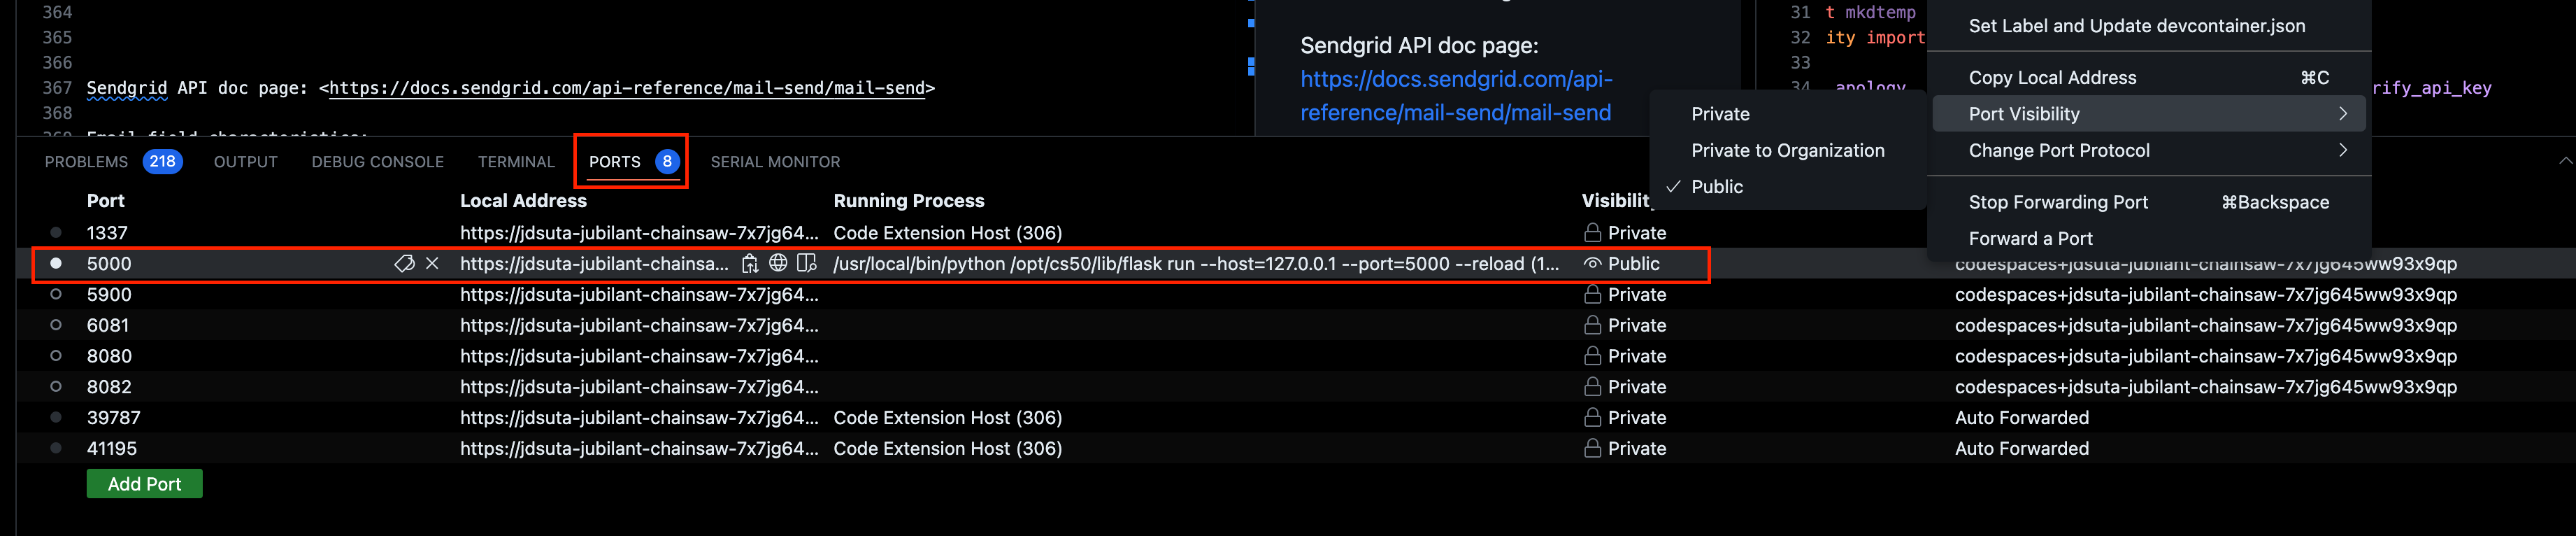 364
365
366
367 Sendgrid API doc page: <https://docs.sendgrid.com/api-reference/mail-send/mail-send>
368
Sendgrid API doc page:
https://docs.sendgrid.com/api-
reference/mail-send/mail-send
31 t mkdtemp
32 ity import
33
34 apology
rify_api_key
Set Label and Update devcontainer.json
Copy Local Address ⌘C
Port Visibility
Change Port Protocol
Stop Forwarding Port ⌘Backspace
Forward a Port
Private
Private to Organization
✓ Public
PROBLEMS 218 OUTPUT DEBUG CONSOLE TERMINAL PORTS 8 SERIAL MONITOR
Port Local Address Running Process Visibility
1337 https://jdsuta-jubilant-chainsaw-7x7jg64... Code Extension Host (306) Private
5000 https://jdsuta-jubilant-chainsa... /usr/local/bin/python /opt/cs50/lib/flask run --host=127.0.0.1 --port=5000 --reload (1... Public codespaces+jdsuta-jubilant-chainsaw-7x7jg645ww93x9qp
5900 https://jdsuta-jubilant-chainsaw-7x7jg64... Private codespaces+jdsuta-jubilant-chainsaw-7x7jg645ww93x9qp
6081 https://jdsuta-jubilant-chainsaw-7x7jg64... Private codespaces+jdsuta-jubilant-chainsaw-7x7jg645ww93x9qp
8080 https://jdsuta-jubilant-chainsaw-7x7jg64... Private codespaces+jdsuta-jubilant-chainsaw-7x7jg645ww93x9qp
8082 https://jdsuta-jubilant-chainsaw-7x7jg64... Private codespaces+jdsuta-jubilant-chainsaw-7x7jg645ww93x9qp
39787 https://jdsuta-jubilant-chainsaw-7x7jg64... Code Extension Host (306) Private Auto Forwarded
41195 https://jdsuta-jubilant-chainsaw-7x7jg64... Code Extension Host (306) Private Auto Forwarded
Add Port